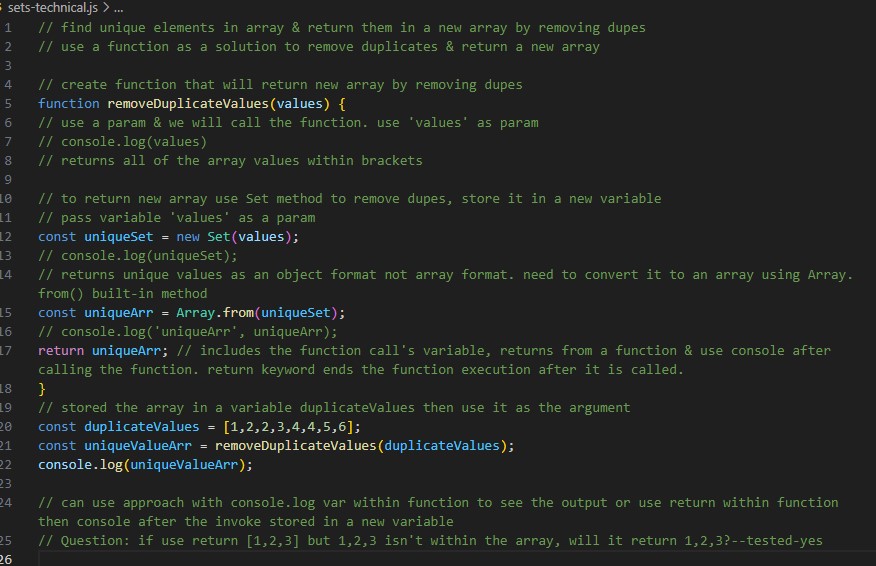 sets-technical.js > ...
1 // find unique elements in array & return them in a new array by removing dupes
2 // use a function as a solution to remove duplicates & return a new array
3
4 // create function that will return new array by removing dupes
5 function removeDuplicateValues(values) {
6 // use a param & we will call the function. use 'values' as param
7 // console.log(values)
8 // returns all of the array values within brackets
9
10 // to return new array use Set method to remove dupes, store it in a new variable
11 // pass variable 'values' as a param
12 const uniqueSet = new Set(values);
13 // console.log(uniqueSet);
14 // returns unique values as an object format not array format. need to convert it to an array using Array.
from() built-in method
15 const uniqueArr = Array.from(uniqueSet);
16 // console.log('uniqueArr', uniqueArr);
17 return uniqueArr; // includes the function call's variable, returns from a function & use console after
calling the function. return keyword ends the function execution after it is called.
18 }
19 // stored the array in a variable duplicateValues then use it as the argument
20 const duplicateValues = [1,2,2,3,4,4,5,6];
21 const uniqueValueArr = removeDuplicateValues(duplicateValues);
22 console.log(uniqueValueArr);
23
24 // can use approach with console.log var within function to see the output or use return within function
then console after the invoke stored in a new variable
25 // Question: if use return [1,2,3] but 1,2,3 isn't within the array, will it return 1,2,3?--tested-yes
26